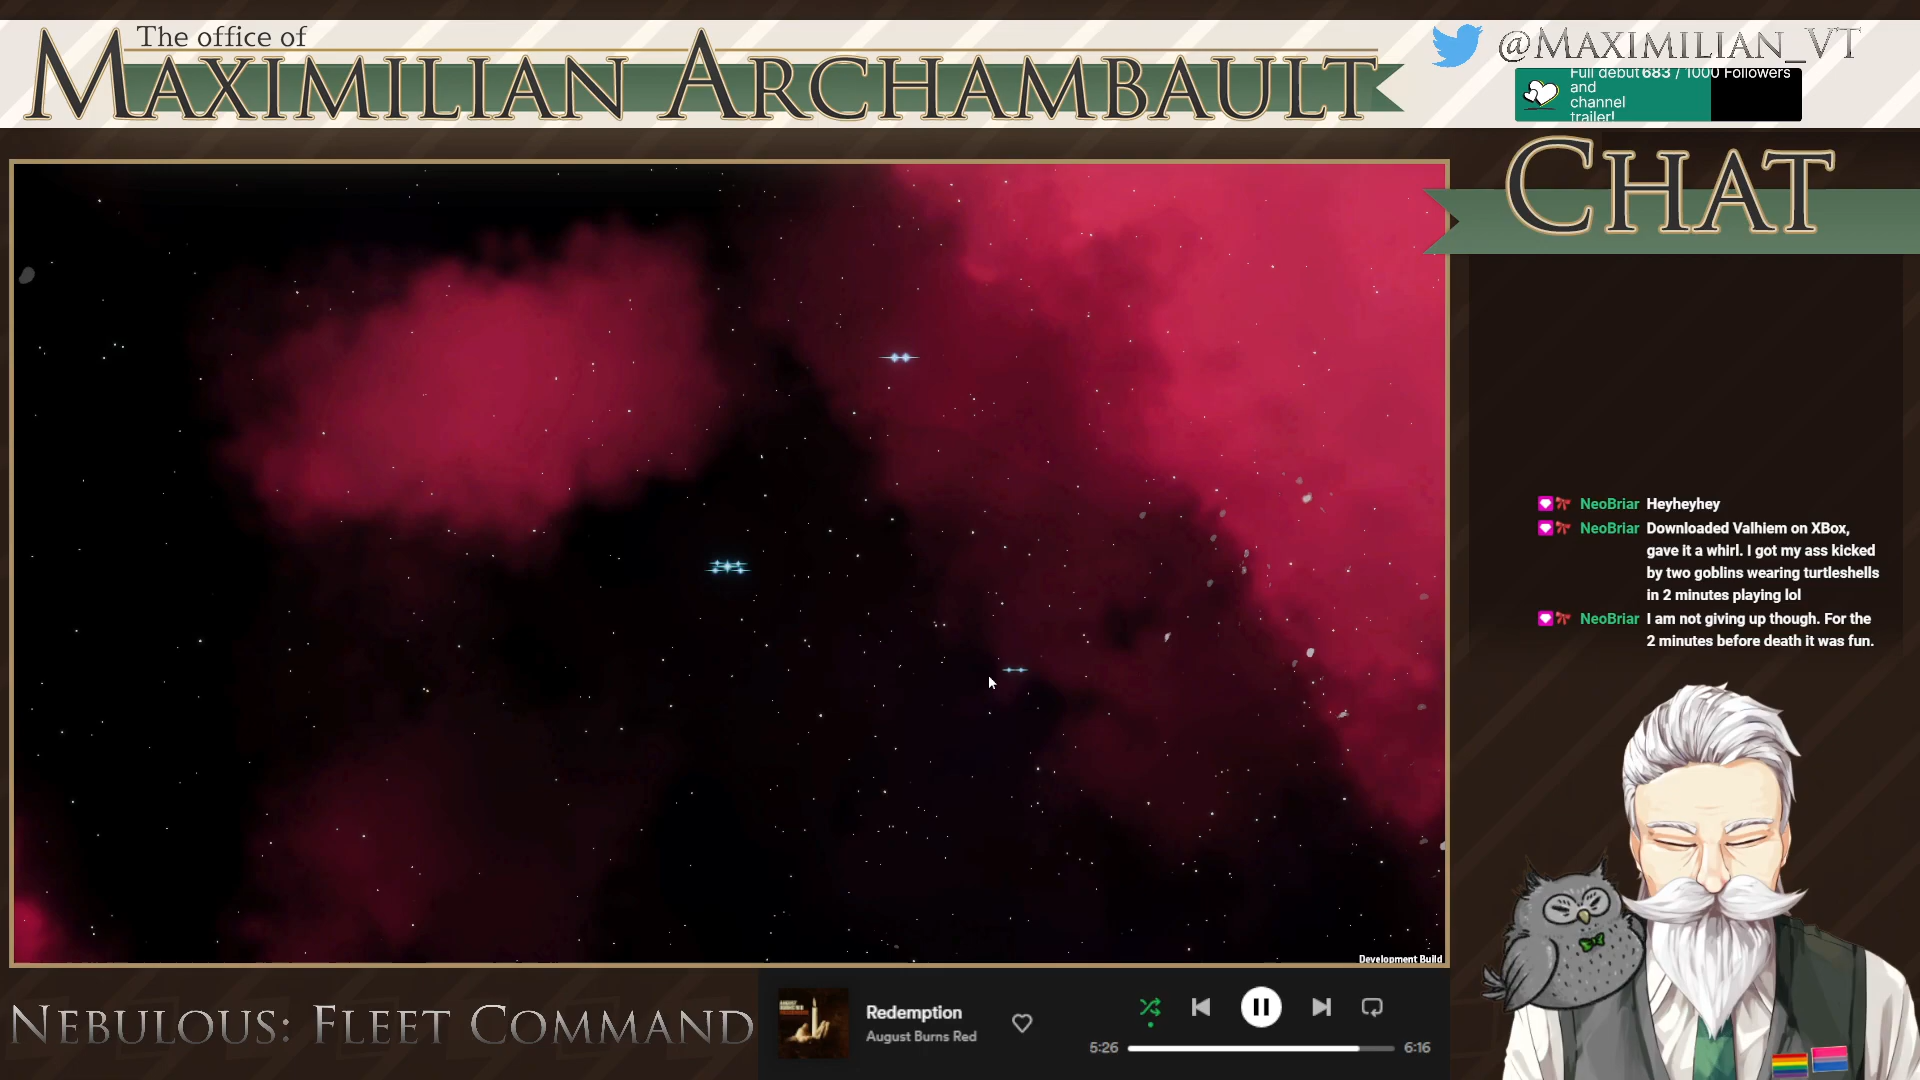 The office of
MAXIMILIAN ARCHAMBAULT
@MAXIMILIAN_VT
Full debut 683 / 1000 Followers
and
channel
trailer!
CHAT
NeoBriar Heyheyhey
NeoBriar Downloaded Valhiem on XBox,
gave it a whirl. I got my ass kicked
by two goblins wearing turtleshells
in 2 minutes playing lol
NeoBriar I am not giving up though. For the
2 minutes before death it was fun.
Development Build
NEBULOUS: FLEET COMMAND
Redemption
August Burns Red
5:26
6:16